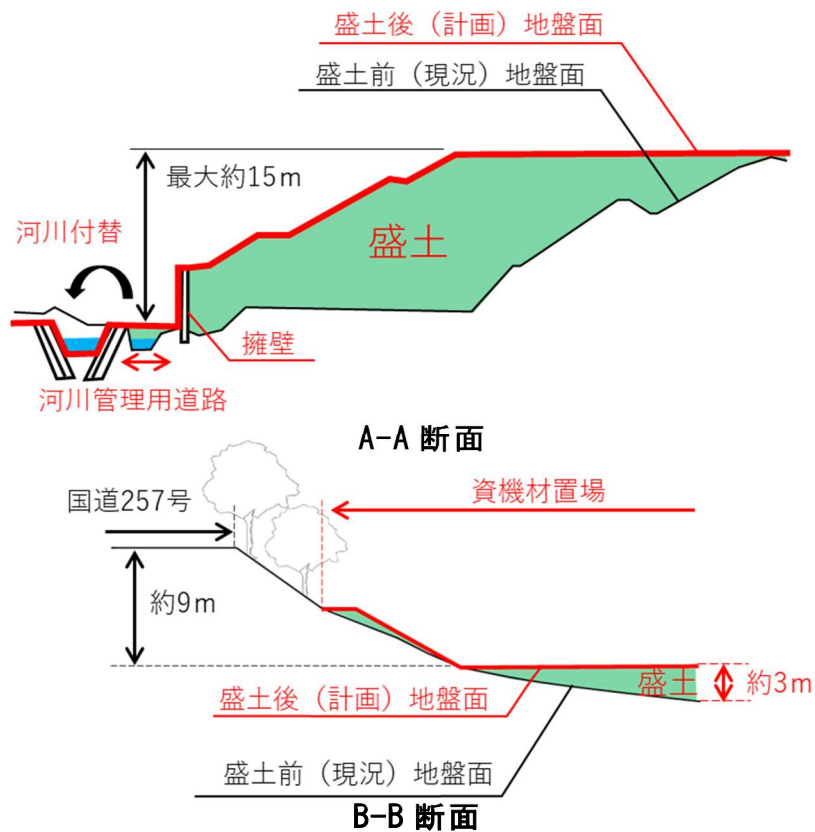 盛土後（計画）地盤面
盛土前（現況）地盤面
最大約15m
河川付替
盛土
擁壁
河川管理用道路
A-A 断面
国道257号
資機材置場
約9m
盛土
約3m
盛土後（計画）地盤面
盛土前（現況）地盤面
B-B 断面